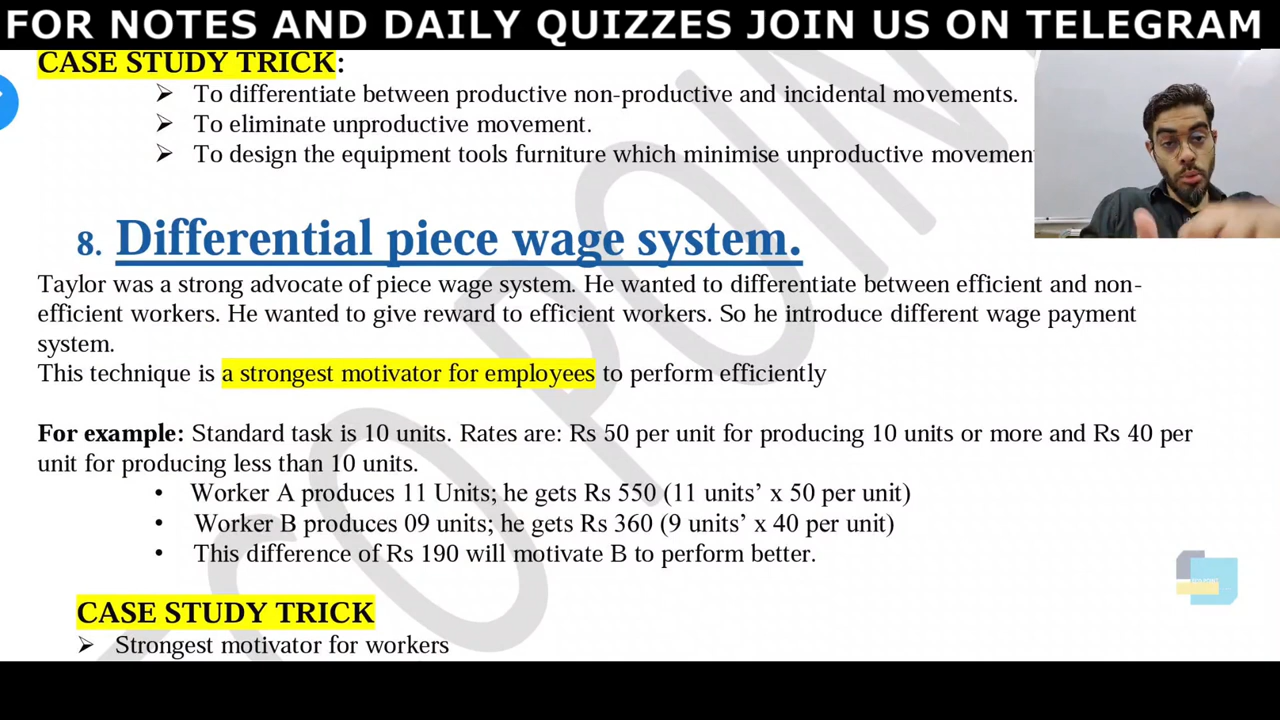 FOR NOTES AND DAILY QUIZZES JOIN US ON TELEGRAM
CASE STUDY TRICK:
➢ To differentiate between productive non-productive and incidental movements.
➢ To eliminate unproductive movement.
➢ To design the equipment tools furniture which minimise unproductive movemen
8. Differential piece wage system.
Taylor was a strong advocate of piece wage system. He wanted to differentiate between efficient and non-
efficient workers. He wanted to give reward to efficient workers. So he introduce different wage payment
system.
This technique is a strongest motivator for employees to perform efficiently
For example: Standard task is 10 units. Rates are: Rs 50 per unit for producing 10 units or more and Rs 40 per
unit for producing less than 10 units.
• Worker A produces 11 Units; he gets Rs 550 (11 units’ x 50 per unit)
• Worker B produces 09 units; he gets Rs 360 (9 units’ x 40 per unit)
• This difference of Rs 190 will motivate B to perform better.
CASE STUDY TRICK
➢ Strongest motivator for workers
TO POIN